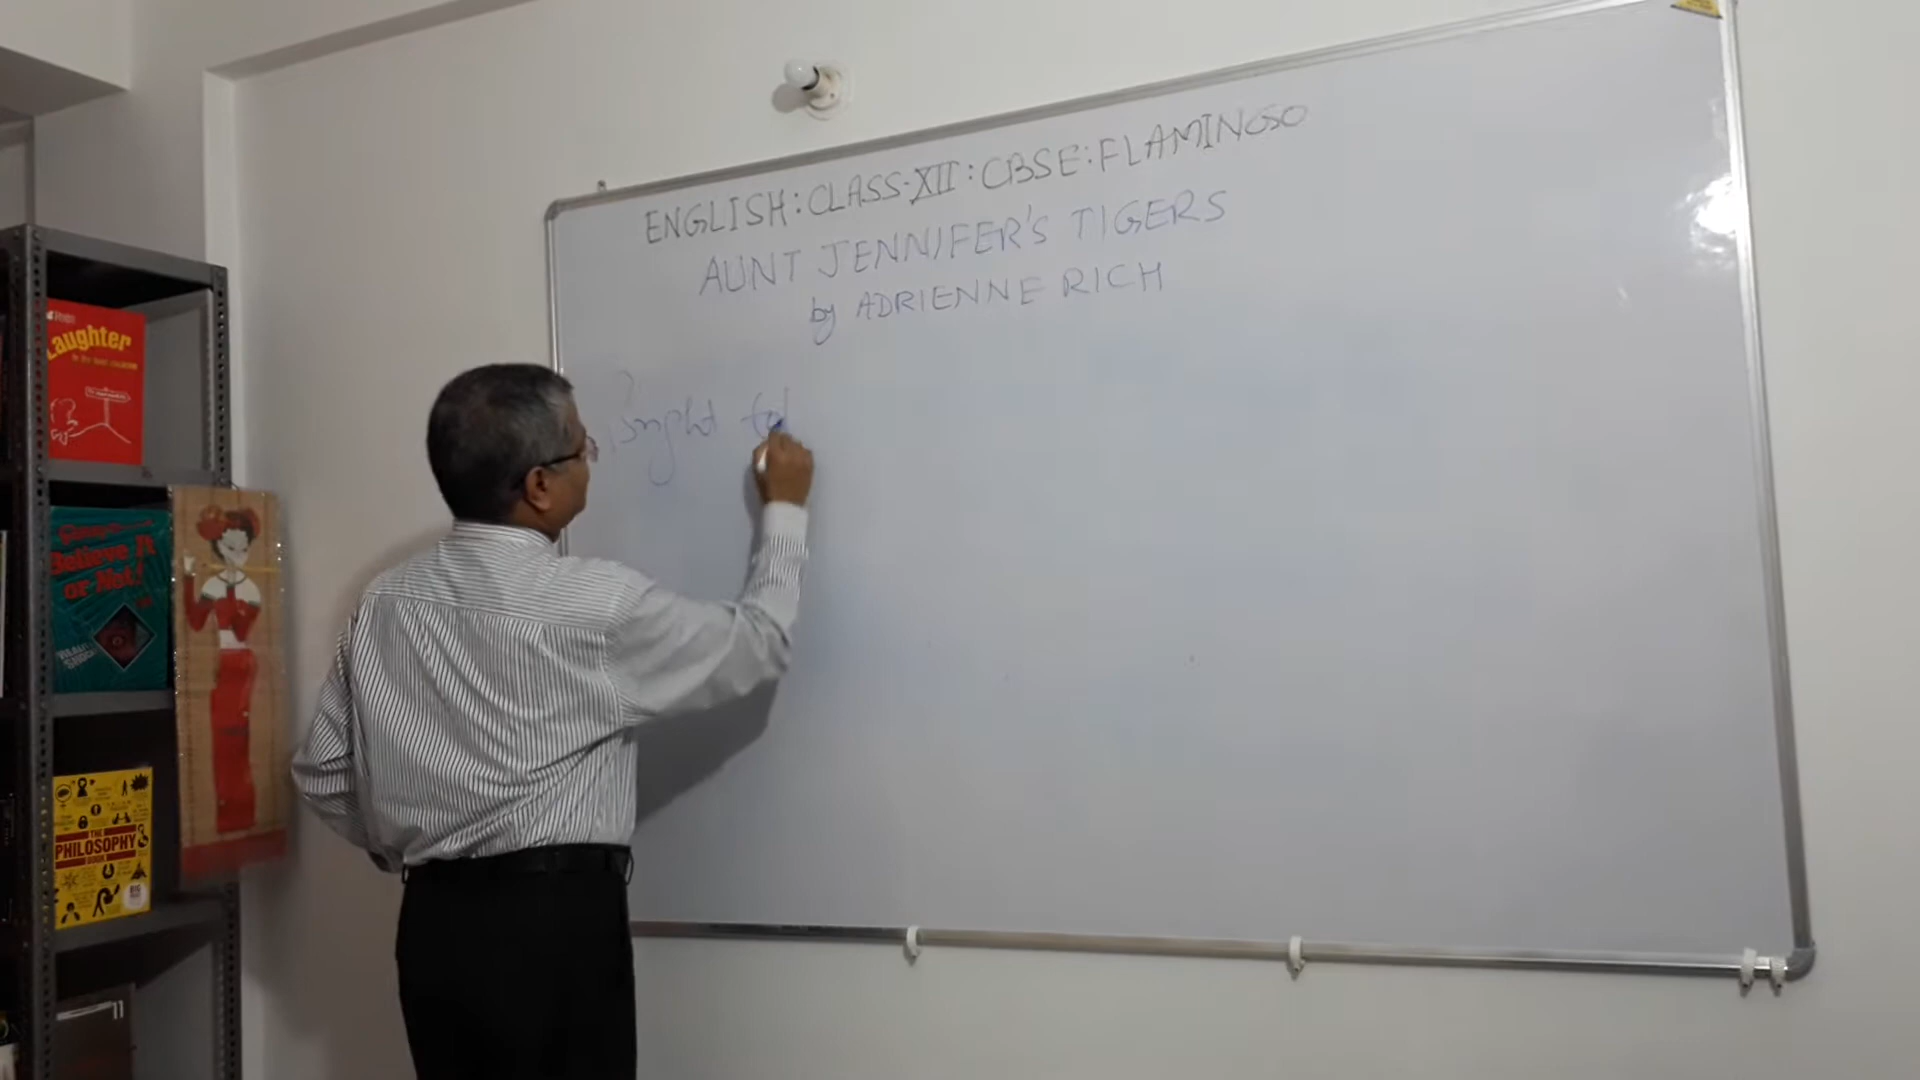 ENGLISH : CLASS-XII : CBSE : FLAMINGO
AUNT JENNIFER'S TIGERS
by ADRIENNE RICH
Laughter
Believe It
or Not!
THE
PHILOSOPHY
BOOK